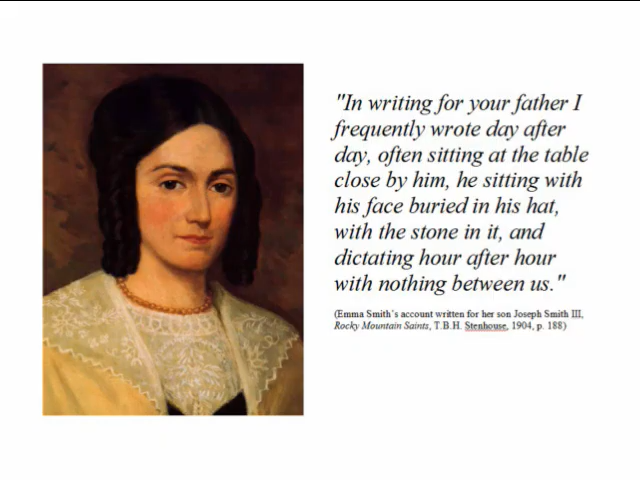 "In writing for your father I
frequently wrote day after
day, often sitting at the table
close by him, he sitting with
his face buried in his hat,
with the stone in it, and
dictating hour after hour
with nothing between us."
(Emma Smith's account written for her son Joseph Smith III,
Rocky Mountain Saints, T.B.H. Stenhouse, 1904, p. 188)